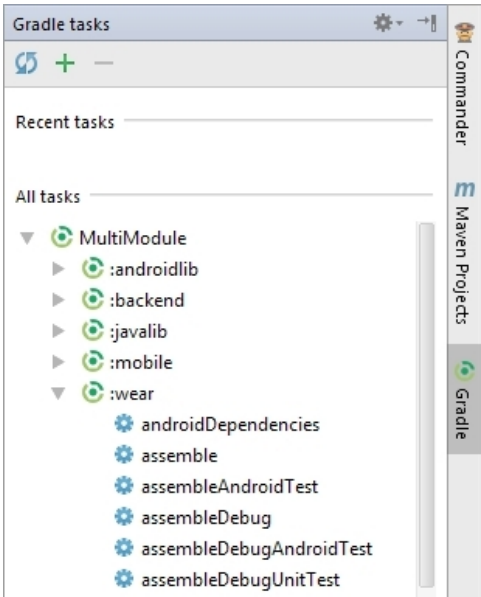 Gradle tasks
Recent tasks
All tasks
MultiModule
:androidlib
:backend
:javalib
:mobile
:wear
androidDependencies
assemble
assembleAndroidTest
assembleDebug
assembleDebugAndroidTest
assembleDebugUnitTest
Commander
m Maven Projects
Gradle